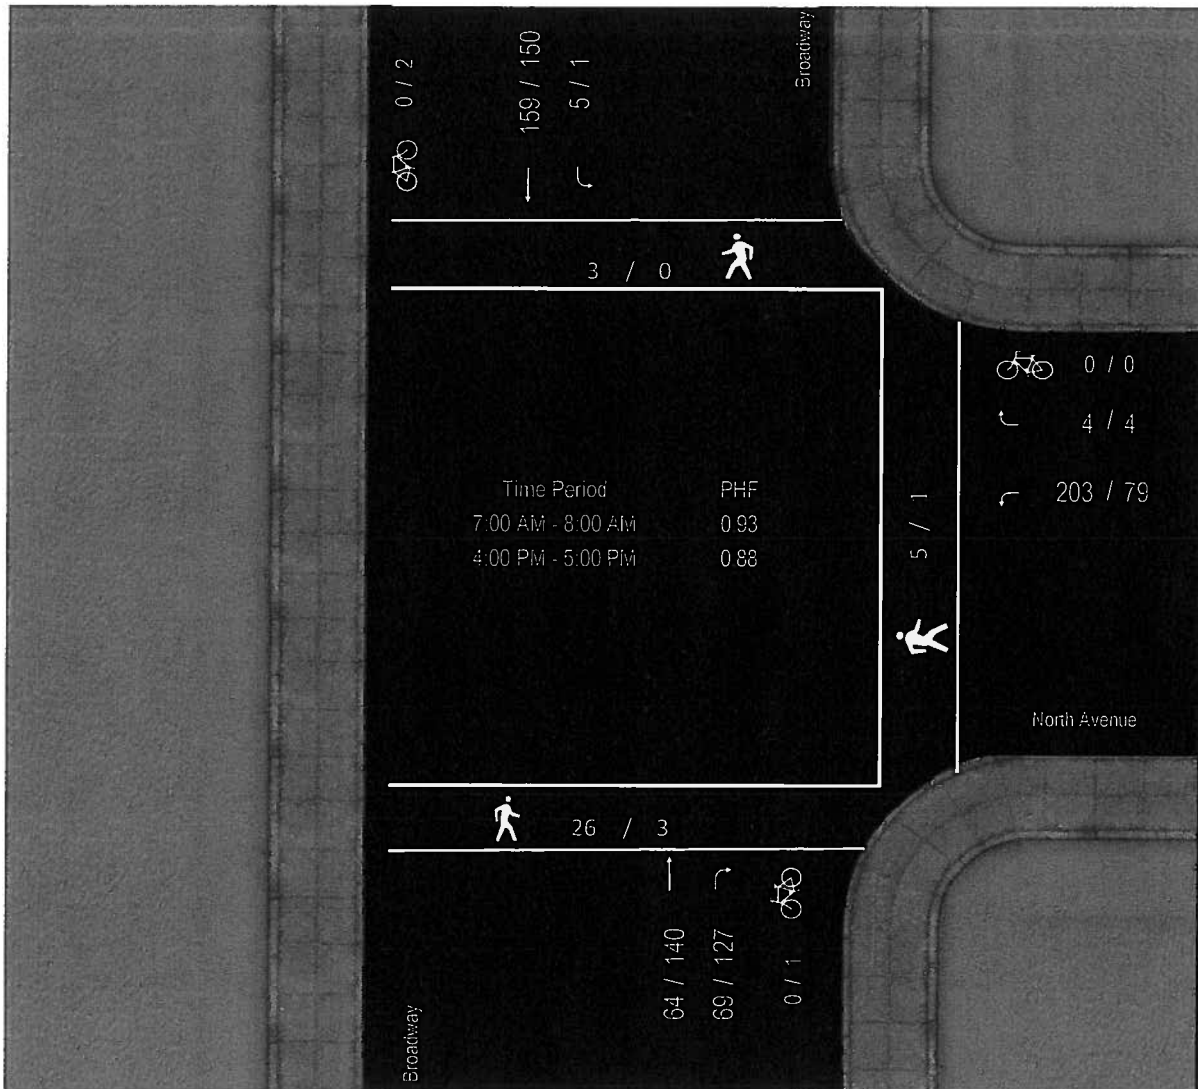 Broadway
0 / 2
159 / 150
5 / 1
3 / 0
0 / 0
4 / 4
203 / 79
Time Period PHF
7:00 AM - 8:00 AM 0.93
4:00 PM - 5:00 PM 0.88
5 / 1
North Avenue
26 / 3
64 / 140
69 / 127
0 / 1
Broadway